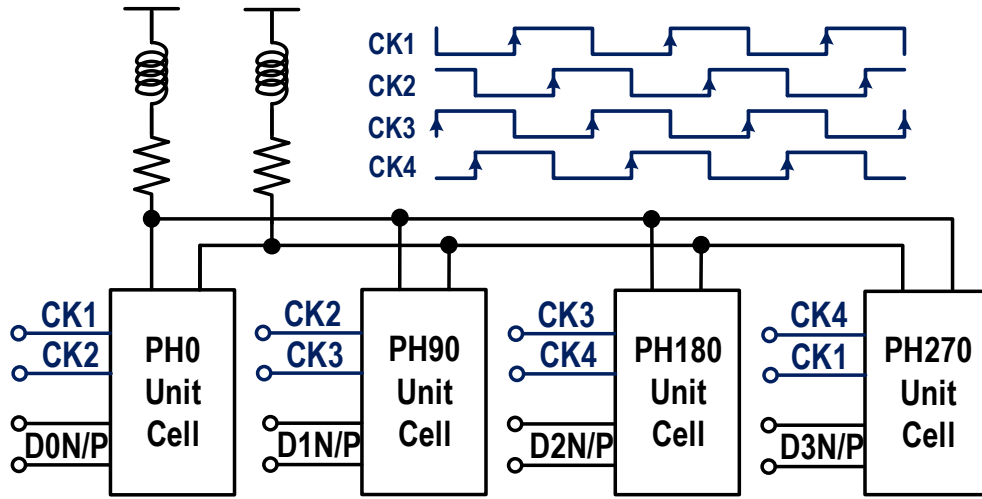 CK1
CK2
CK3
CK4
CK1
CK2
PH0
Unit
Cell
D0N/P
CK2
CK3
PH90
Unit
Cell
D1N/P
CK3
CK4
PH180
Unit
Cell
D2N/P
CK4
CK1
PH270
Unit
Cell
D3N/P